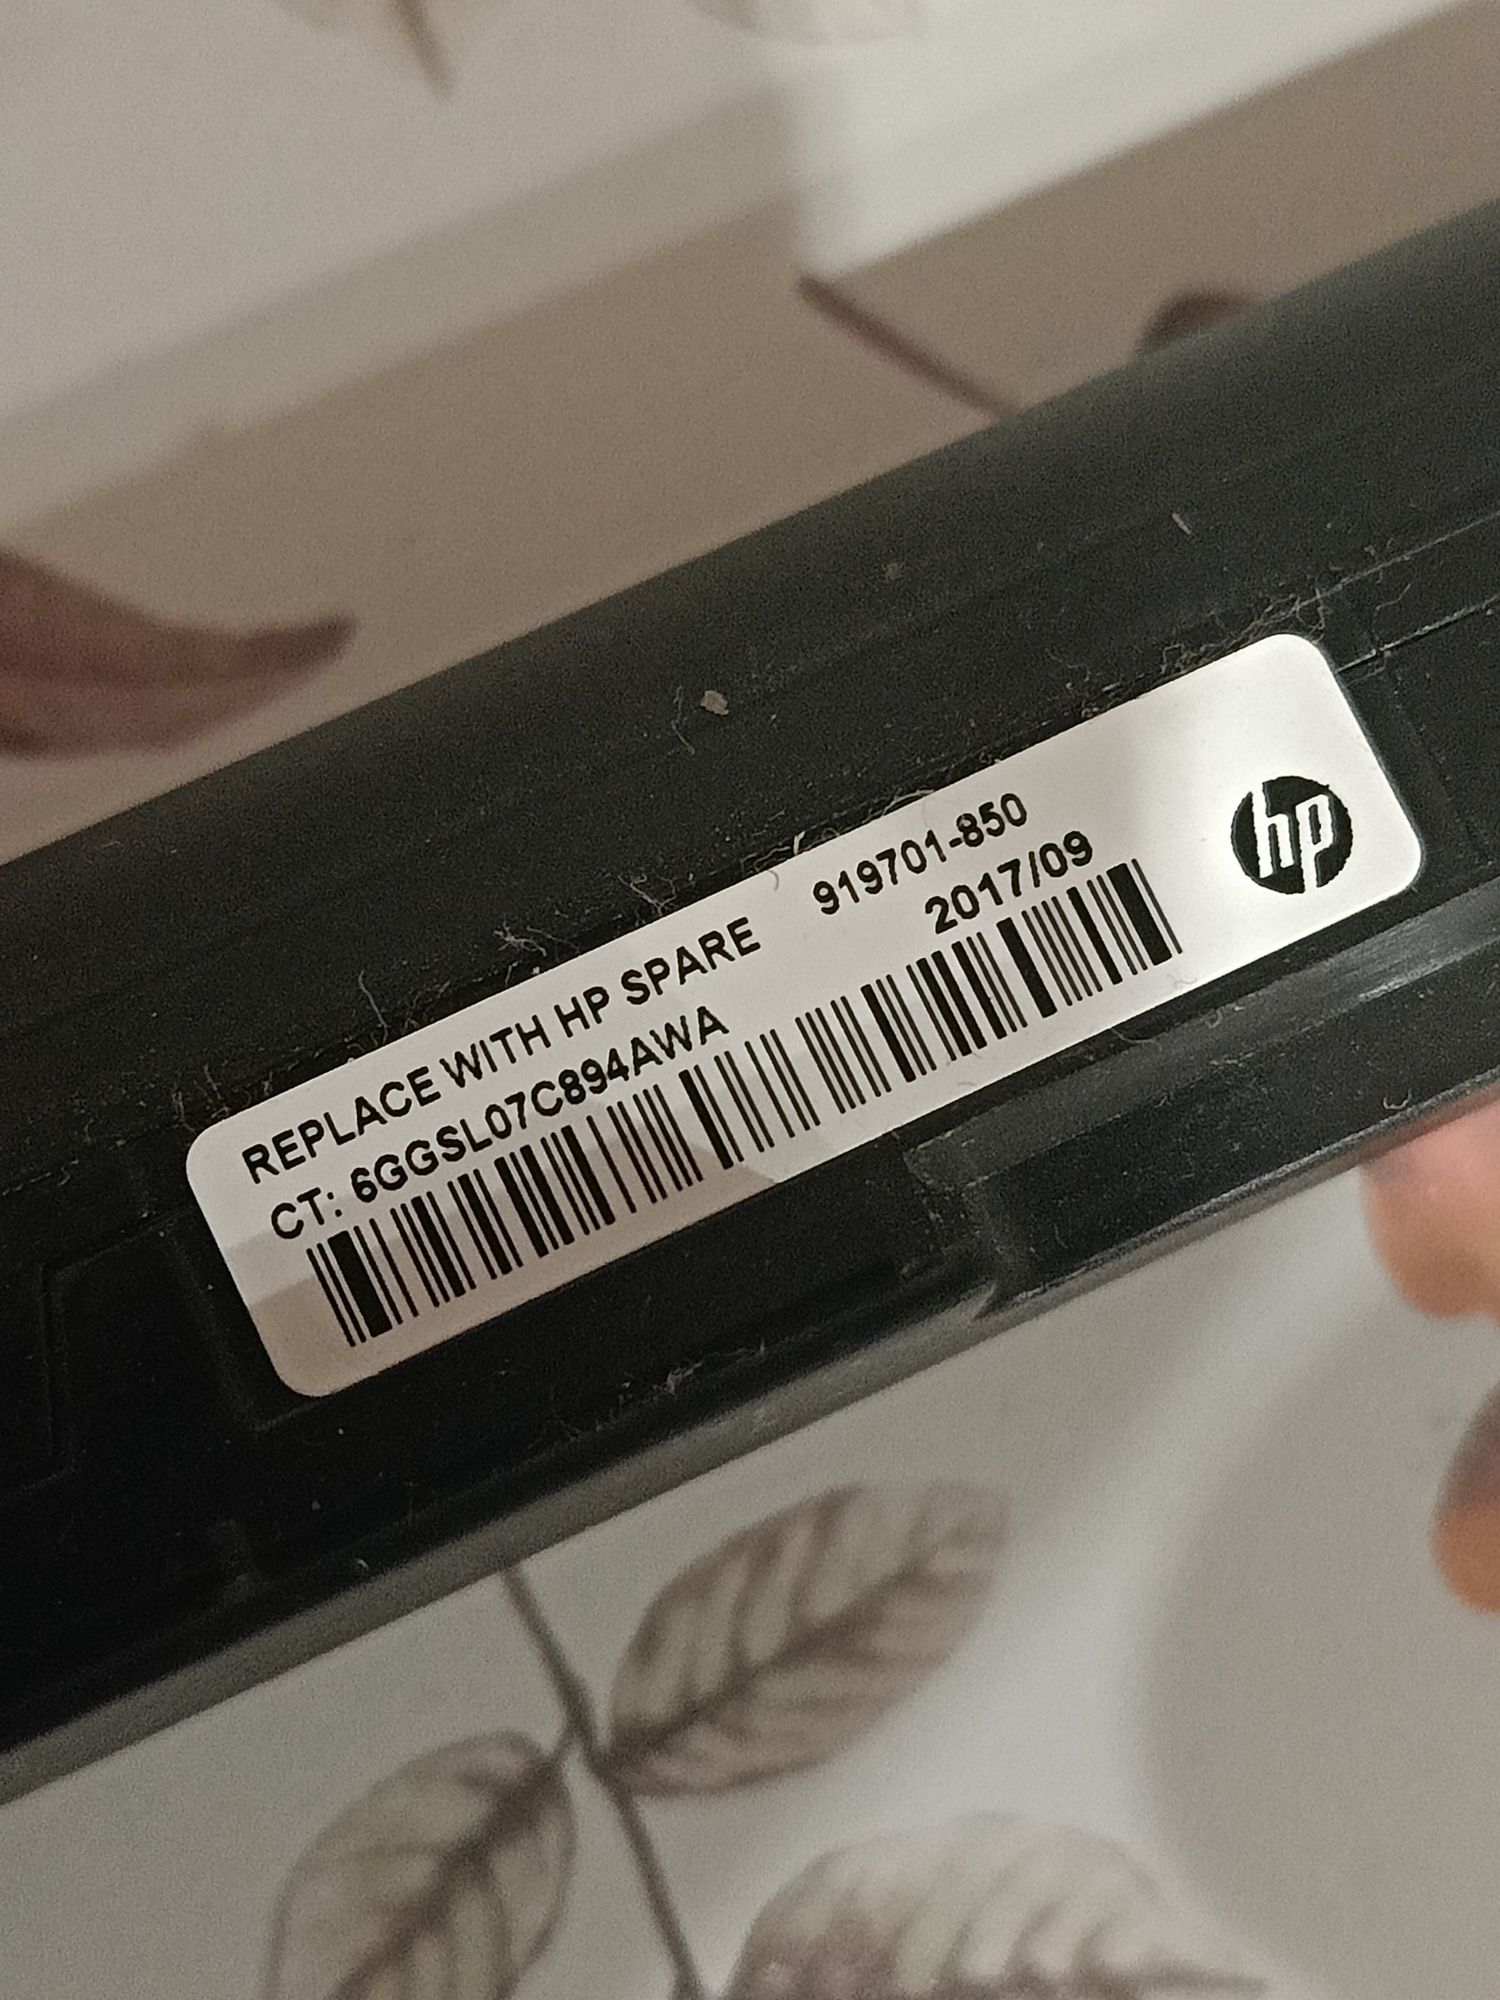 REPLACE WITH HP SPARE 919701-850
CT: 6GGSL07C894AWA 2017/09
hp